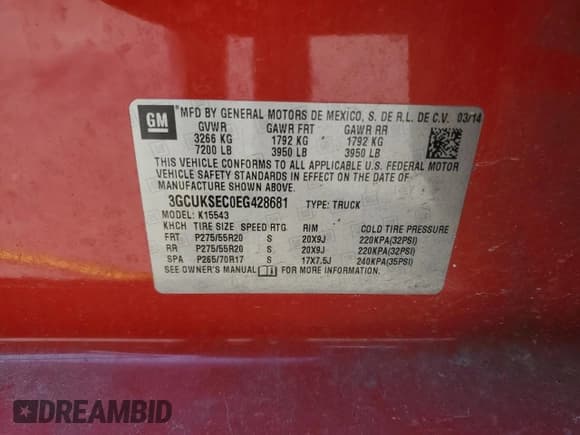 GM
MFD BY GENERAL MOTORS DE MEXICO, S. DE R.L. DE C.V. 03/14
GVWR GAWR FRT GAWR RR
3266 KG 1792 KG 1792 KG
7200 LB 3950 LB 3950 LB
THIS VEHICLE CONFORMS TO ALL APPLICABLE U.S. FEDERAL MOTOR
VEHICLE SAFETY STANDARDS IN EFFECT ON THE DATE OF
MANUFACTURE SHOWN ABOVE.
3GCUKSEC0EG428681 TYPE: TRUCK
MODEL: K15543
KHCH TIRE SIZE SPEED RTG RIM COLD TIRE PRESSURE
FRT P275/55R20 S 20X9J 220KPA(32PSI)
RR P275/55R20 S 20X9J 220KPA(32PSI)
SPA P265/70R17 S 17X7.5J 240KPA(35PSI)
SEE OWNER'S MANUAL FOR MORE INFORMATION.
DREAMBID